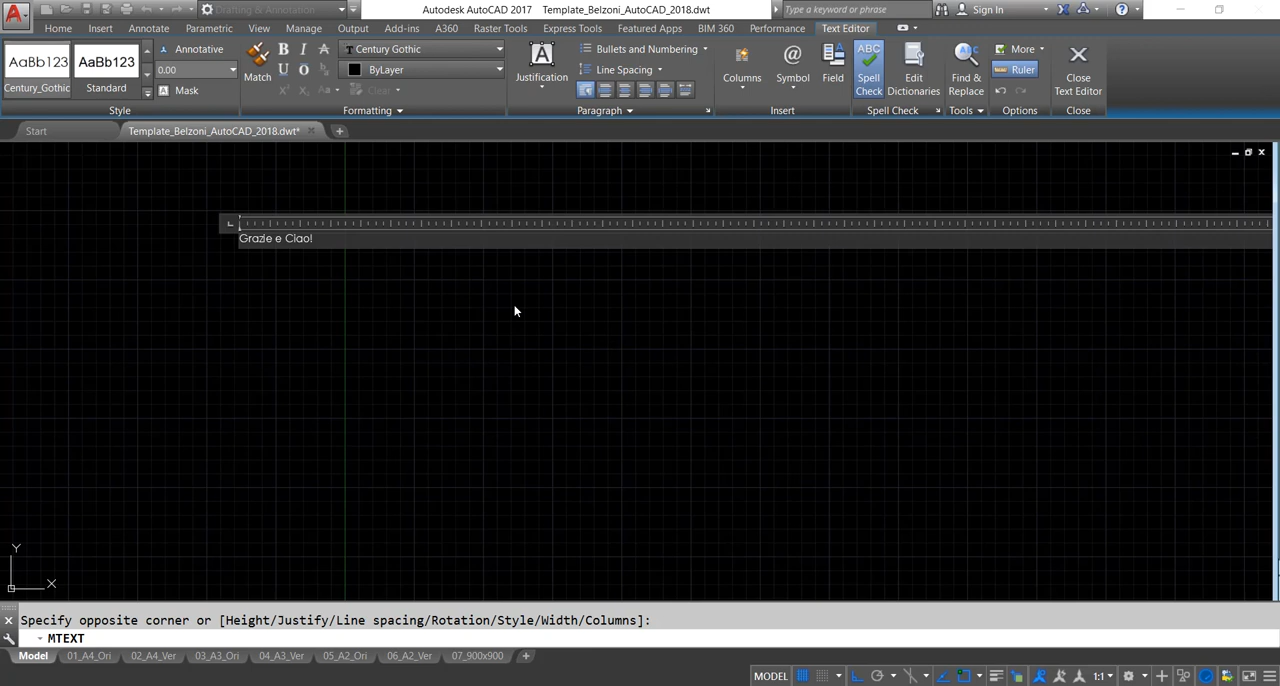 Autodesk AutoCAD 2017 Template_Belzoni_AutoCAD_2018.dwt
Drafting & Annotation
Type a keyword or phrase
Sign In
Home Insert Annotate Parametric View Manage Output Add-ins A360 Raster Tools Express Tools Featured Apps BIM 360 Performance Text Editor
AaBb123 AaBb123
Century_Gothic Standard
Annotative
0.00
Mask
Style
Match
Century Gothic
ByLayer
Clear
Formatting
Justification
Bullets and Numbering
Line Spacing
Paragraph
Columns Symbol Field
Insert
ABC
Spell Check
Edit Dictionaries
Spell Check
Find & Replace
Tools
More
Ruler
Options
Close Text Editor
Close
Start Template_Belzoni_AutoCAD_2018.dwt*
Grazie e Ciao!
Y
X
Specify opposite corner or [Height/Justify/Line spacing/Rotation/Style/Width/Columns]:
MTEXT
Model 01_A4_Ori 02_A4_Ver 03_A3_Ori 04_A3_Ver 05_A2_Ori 06_A2_Ver 07_900x900
MODEL 1:1